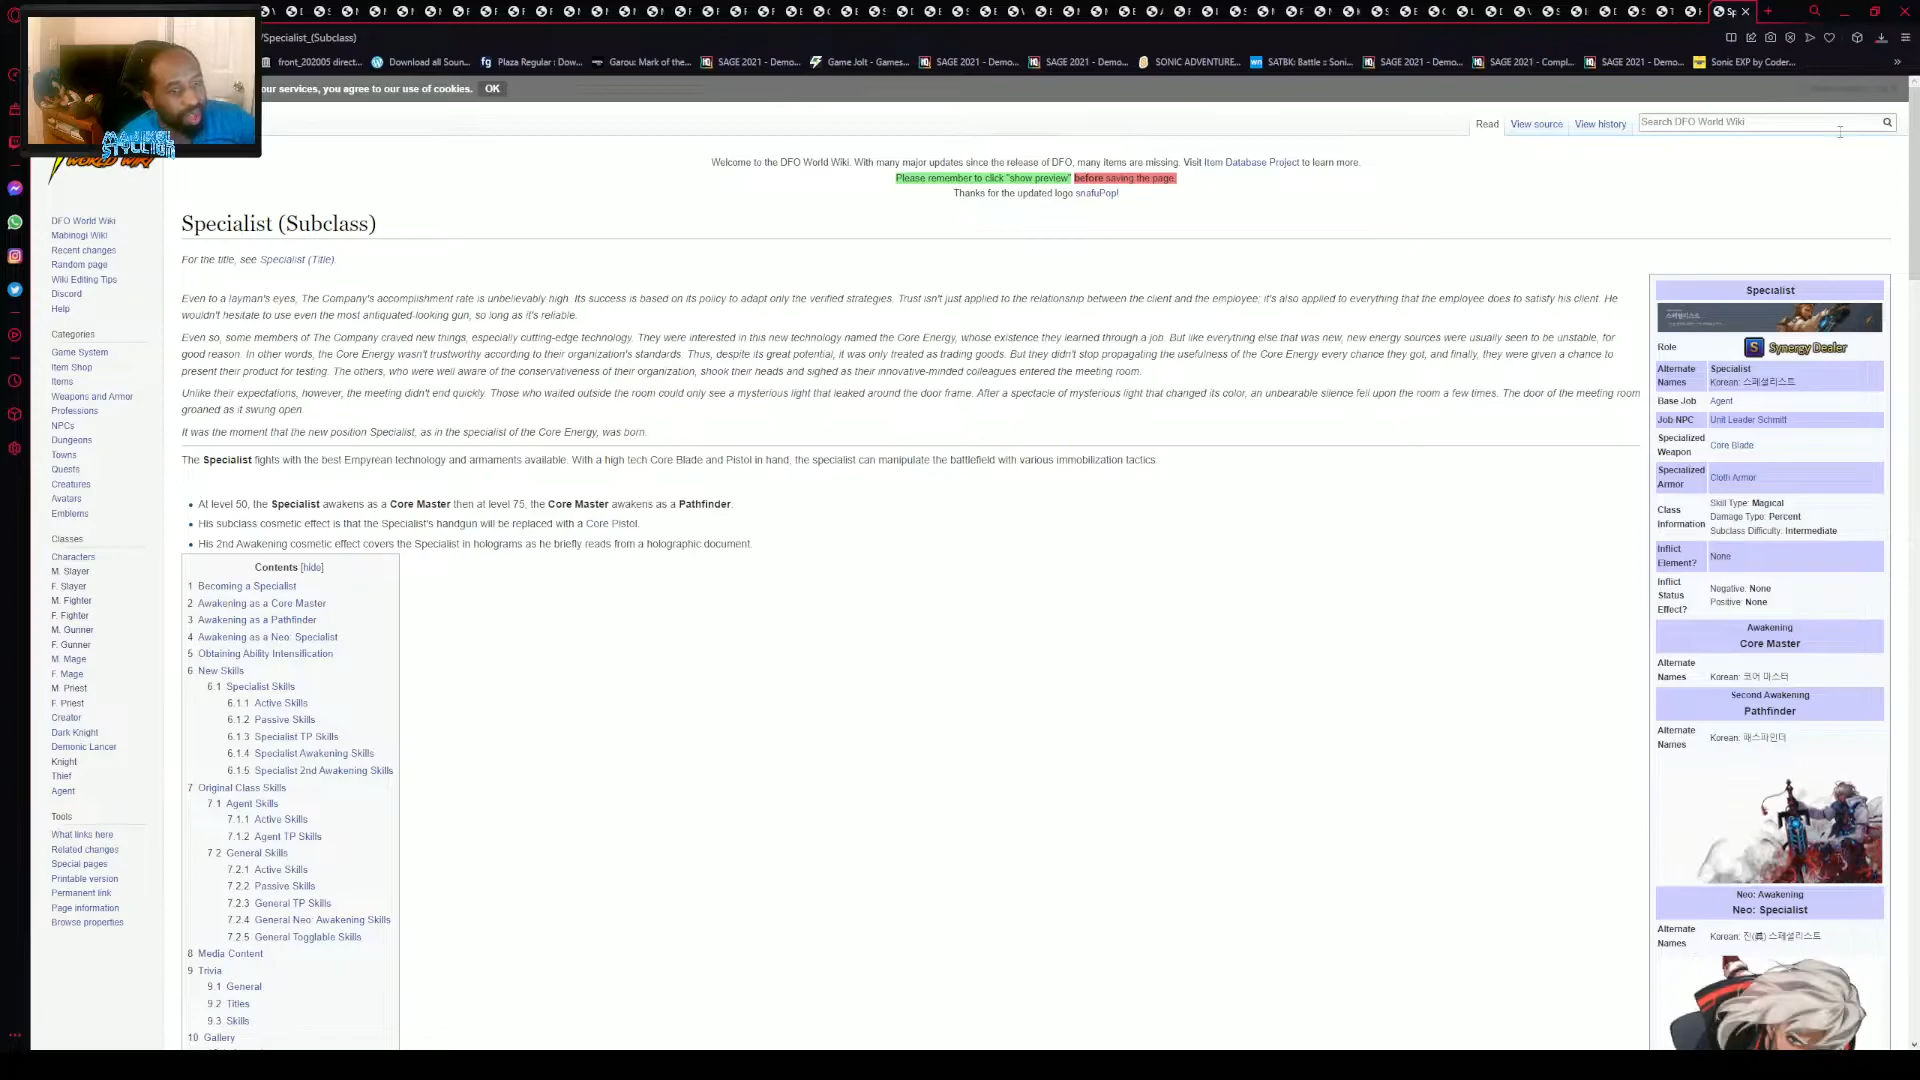 Sp
/Specialist_(Subclass)
front_202005 direct...
Download all Soun...
Plaza Regular : Dow...
Garou: Mark of the...
SAGE 2021 - Demo...
Game Jolt - Games...
SAGE 2021 - Demo...
SAGE 2021 - Demo...
SONIC ADVENTURE...
SATBK: Battle :: Soni...
SAGE 2021 - Demo...
SAGE 2021 - Compl...
SAGE 2021 - Demo...
Sonic EXP by Coder...
our services, you agree to our use of cookies.
OK
WORLD WIKI
Read
View source
View history
Search DFO World Wiki
Welcome to the DFO World Wiki. With many major updates since the release of DFO, many items are missing. Visit Item Database Project to learn more.
Please remember to click "show preview" before saving the page.
Thanks for the updated logo snafuPop!
DFO World Wiki
Mabinogi Wiki
Recent changes
Random page
Wiki Editing Tips
Discord
Help
Categories
Game System
Item Shop
Items
Weapons and Armor
Professions
NPCs
Dungeons
Towns
Quests
Creatures
Avatars
Emblems
Classes
Characters
M. Slayer
F. Slayer
M. Fighter
F. Fighter
M. Gunner
F. Gunner
M. Mage
F. Mage
M. Priest
F. Priest
Creator
Dark Knight
Demonic Lancer
Knight
Thief
Agent
Tools
What links here
Related changes
Special pages
Printable version
Permanent link
Page information
Browse properties
Specialist (Subclass)
For the title, see Specialist (Title).
Even to a layman's eyes, The Company's accomplishment rate is unbelievably high. Its success is based on its policy to adapt only the verified strategies. Trust isn't just applied to the relationship between the client and the employee; it's also applied to everything that the employee does to satisfy his client. He
wouldn't hesitate to use even the most antiquated-looking gun, so long as it's reliable.
Even so, some members of The Company craved new things, especially cutting-edge technology. They were interested in this new technology named the Core Energy, whose existence they learned through a job. But like everything else that was new, new energy sources were usually seen to be unstable, for
good reason. In other words, the Core Energy wasn't trustworthy according to their organization's standards. Thus, despite its great potential, it was only treated as trading goods. But they didn't stop propagating the usefulness of the Core Energy every chance they got, and finally, they were given a chance to
present their product for testing. The others, who were well aware of the conservativeness of their organization, shook their heads and sighed as their innovative-minded colleagues entered the meeting room.
Unlike their expectations, however, the meeting didn't end quickly. Those who waited outside the room could only see a mysterious light that leaked around the door frame. After a spectacle of mysterious light that changed its color, an unbearable silence fell upon the room a few times. The door of the meeting room
groaned as it swung open.
It was the moment that the new position Specialist, as in the specialist of the Core Energy, was born.
The Specialist fights with the best Empyrean technology and armaments available. With a high tech Core Blade and Pistol in hand, the specialist can manipulate the battlefield with various immobilization tactics.
At level 50, the Specialist awakens as a Core Master then at level 75, the Core Master awakens as a Pathfinder.
His subclass cosmetic effect is that the Specialist's handgun will be replaced with a Core Pistol.
His 2nd Awakening cosmetic effect covers the Specialist in holograms as he briefly reads from a holographic document.
Contents [hide]
1 Becoming a Specialist
2 Awakening as a Core Master
3 Awakening as a Pathfinder
4 Awakening as a Neo: Specialist
5 Obtaining Ability Intensification
6 New Skills
6.1 Specialist Skills
6.1.1 Active Skills
6.1.2 Passive Skills
6.1.3 Specialist TP Skills
6.1.4 Specialist Awakening Skills
6.1.5 Specialist 2nd Awakening Skills
7 Original Class Skills
7.1 Agent Skills
7.1.1 Active Skills
7.1.2 Agent TP Skills
7.2 General Skills
7.2.1 Active Skills
7.2.2 Passive Skills
7.2.3 General TP Skills
7.2.4 General Neo: Awakening Skills
7.2.5 General Togglable Skills
8 Media Content
9 Trivia
9.1 General
9.2 Titles
9.3 Skills
10 Gallery
Specialist
스페셜리스트
Role
S Synergy Dealer
Alternate Names
Specialist
Korean: 스페셜리스트
Base Job
Agent
Job NPC
Unit Leader Schmitt
Specialized Weapon
Core Blade
Specialized Armor
Cloth Armor
Class Information
Skill Type: Magical
Damage Type: Percent
Subclass Difficulty: Intermediate
Inflict Element?
None
Inflict Status Effect?
Negative: None
Positive: None
Awakening
Core Master
Alternate Names
Korean: 코어 마스터
Second Awakening
Pathfinder
Alternate Names
Korean: 패스파인더
Neo: Awakening
Neo: Specialist
Alternate Names
Korean: 진(眞) 스페셜리스트